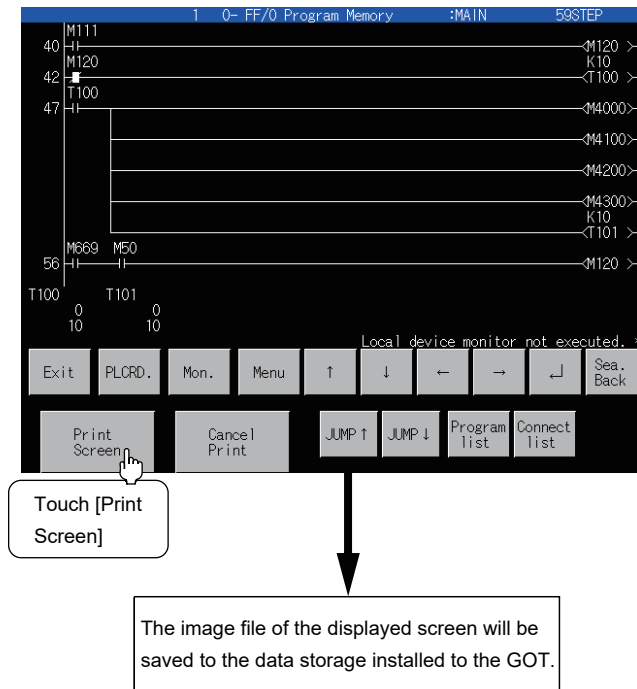 1 0- FF/0 Program Memory :MAIN 59STEP
M111
40 <M120 >
M120 K10
42 <T100 >
T100
47 <M4000>
<M4100>
<M4200>
<M4300>
K10
<T101 >
M669 M50
56 <M120 >
T100 T101
0 0
10 10
Local device monitor not executed. *
Exit PLCRD. Mon. Menu ↑ ↓ ← → ↵ Sea. Back
Print Screen Cancel Print JUMP↑ JUMP↓ Program list Connect list
Touch [Print
Screen]
The image file of the displayed screen will be
saved to the data storage installed to the GOT.